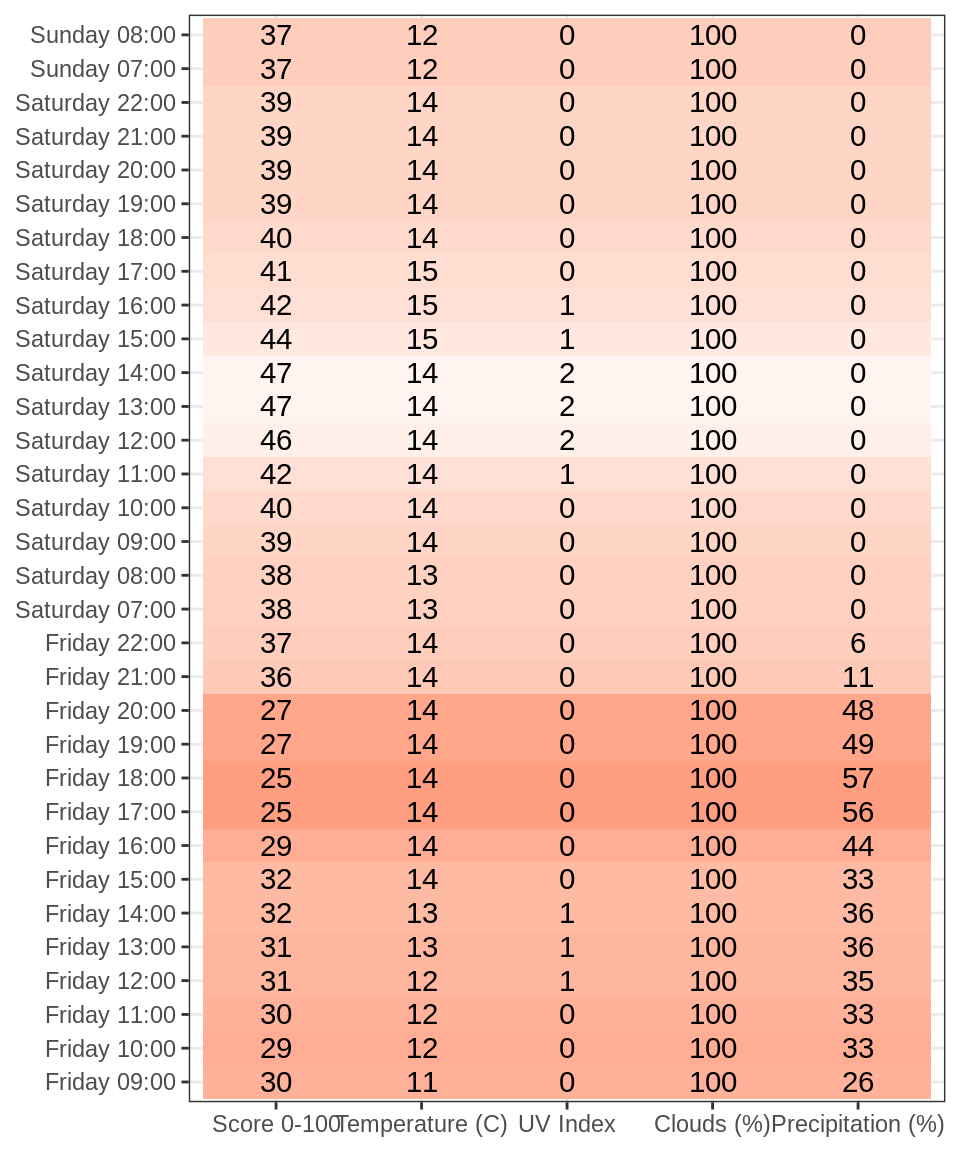 Sunday 08:00 37 12 0 100 0
Sunday 07:00 37 12 0 100 0
Saturday 22:00 39 14 0 100 0
Saturday 21:00 39 14 0 100 0
Saturday 20:00 39 14 0 100 0
Saturday 19:00 39 14 0 100 0
Saturday 18:00 40 14 0 100 0
Saturday 17:00 41 15 0 100 0
Saturday 16:00 42 15 1 100 0
Saturday 15:00 44 15 1 100 0
Saturday 14:00 47 14 2 100 0
Saturday 13:00 47 14 2 100 0
Saturday 12:00 46 14 2 100 0
Saturday 11:00 42 14 1 100 0
Saturday 10:00 40 14 0 100 0
Saturday 09:00 39 14 0 100 0
Saturday 08:00 38 13 0 100 0
Saturday 07:00 38 13 0 100 0
Friday 22:00 37 14 0 100 6
Friday 21:00 36 14 0 100 11
Friday 20:00 27 14 0 100 48
Friday 19:00 27 14 0 100 49
Friday 18:00 25 14 0 100 57
Friday 17:00 25 14 0 100 56
Friday 16:00 29 14 0 100 44
Friday 15:00 32 14 0 100 33
Friday 14:00 32 13 1 100 36
Friday 13:00 31 13 1 100 36
Friday 12:00 31 12 1 100 35
Friday 11:00 30 12 0 100 33
Friday 10:00 29 12 0 100 33
Friday 09:00 30 11 0 100 26
Score 0-100 Temperature (C) UV Index Clouds (%) Precipitation (%)